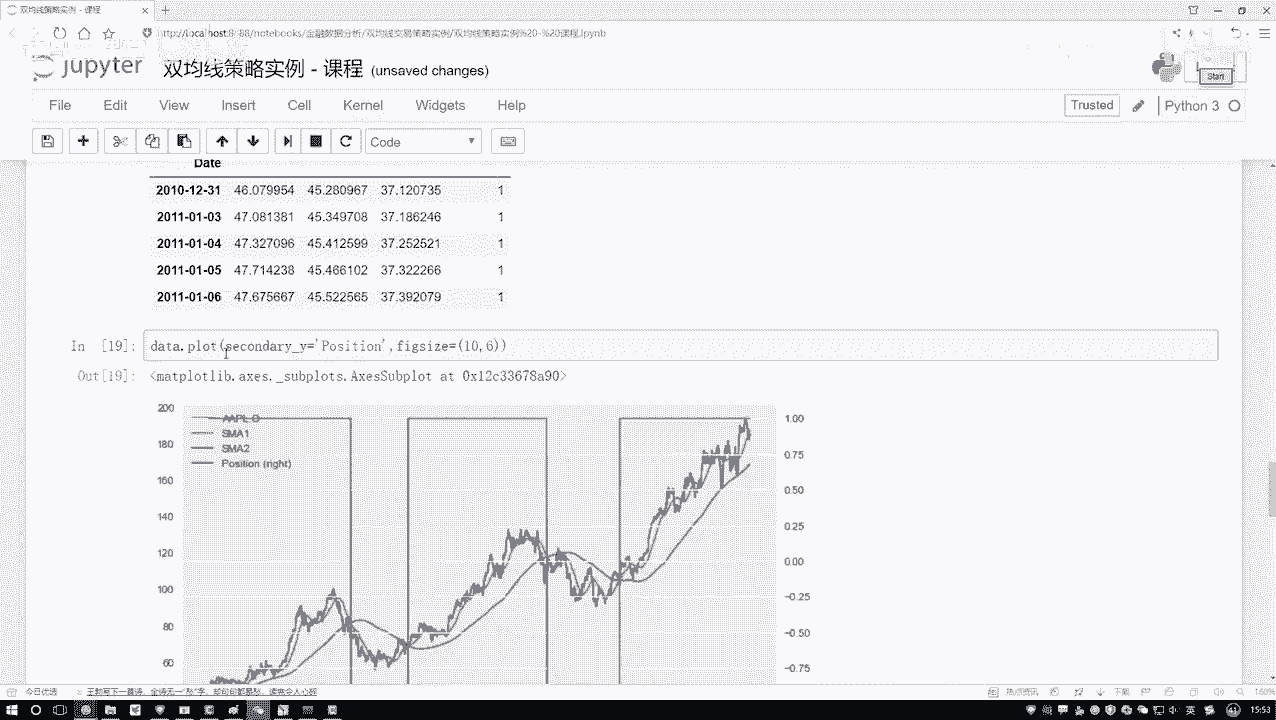 双均线策略实例 - 课程
http://localhost:8888/notebooks/金融数据分析/双均线交易策略实例/双均线策略实例%20-%20课程.ipynb
jupyter 双均线策略实例 - 课程 (unsaved changes)
Start
File Edit View Insert Cell Kernel Widgets Help
Trusted Python 3
Code
Date
2010-12-31 46.079954 45.280967 37.120735 1
2011-01-03 47.081381 45.349708 37.186246 1
2011-01-04 47.327096 45.412599 37.252521 1
2011-01-05 47.714238 45.466102 37.322266 1
2011-01-06 47.675667 45.522565 37.392079 1
In [19]: data.plot(secondary_y='Position',figsize=(10,6))
Out[19]: <matplotlib.axes._subplots.AxesSubplot at 0x12c33678a90>
200
180
160
140
120
100
80
60
AAPL.O
SMA1
SMA2
Position (right)
1.00
0.75
0.50
0.25
0.00
−0.25
−0.50
−0.75
今日优选
热点资讯
下载
160%
英
15:53